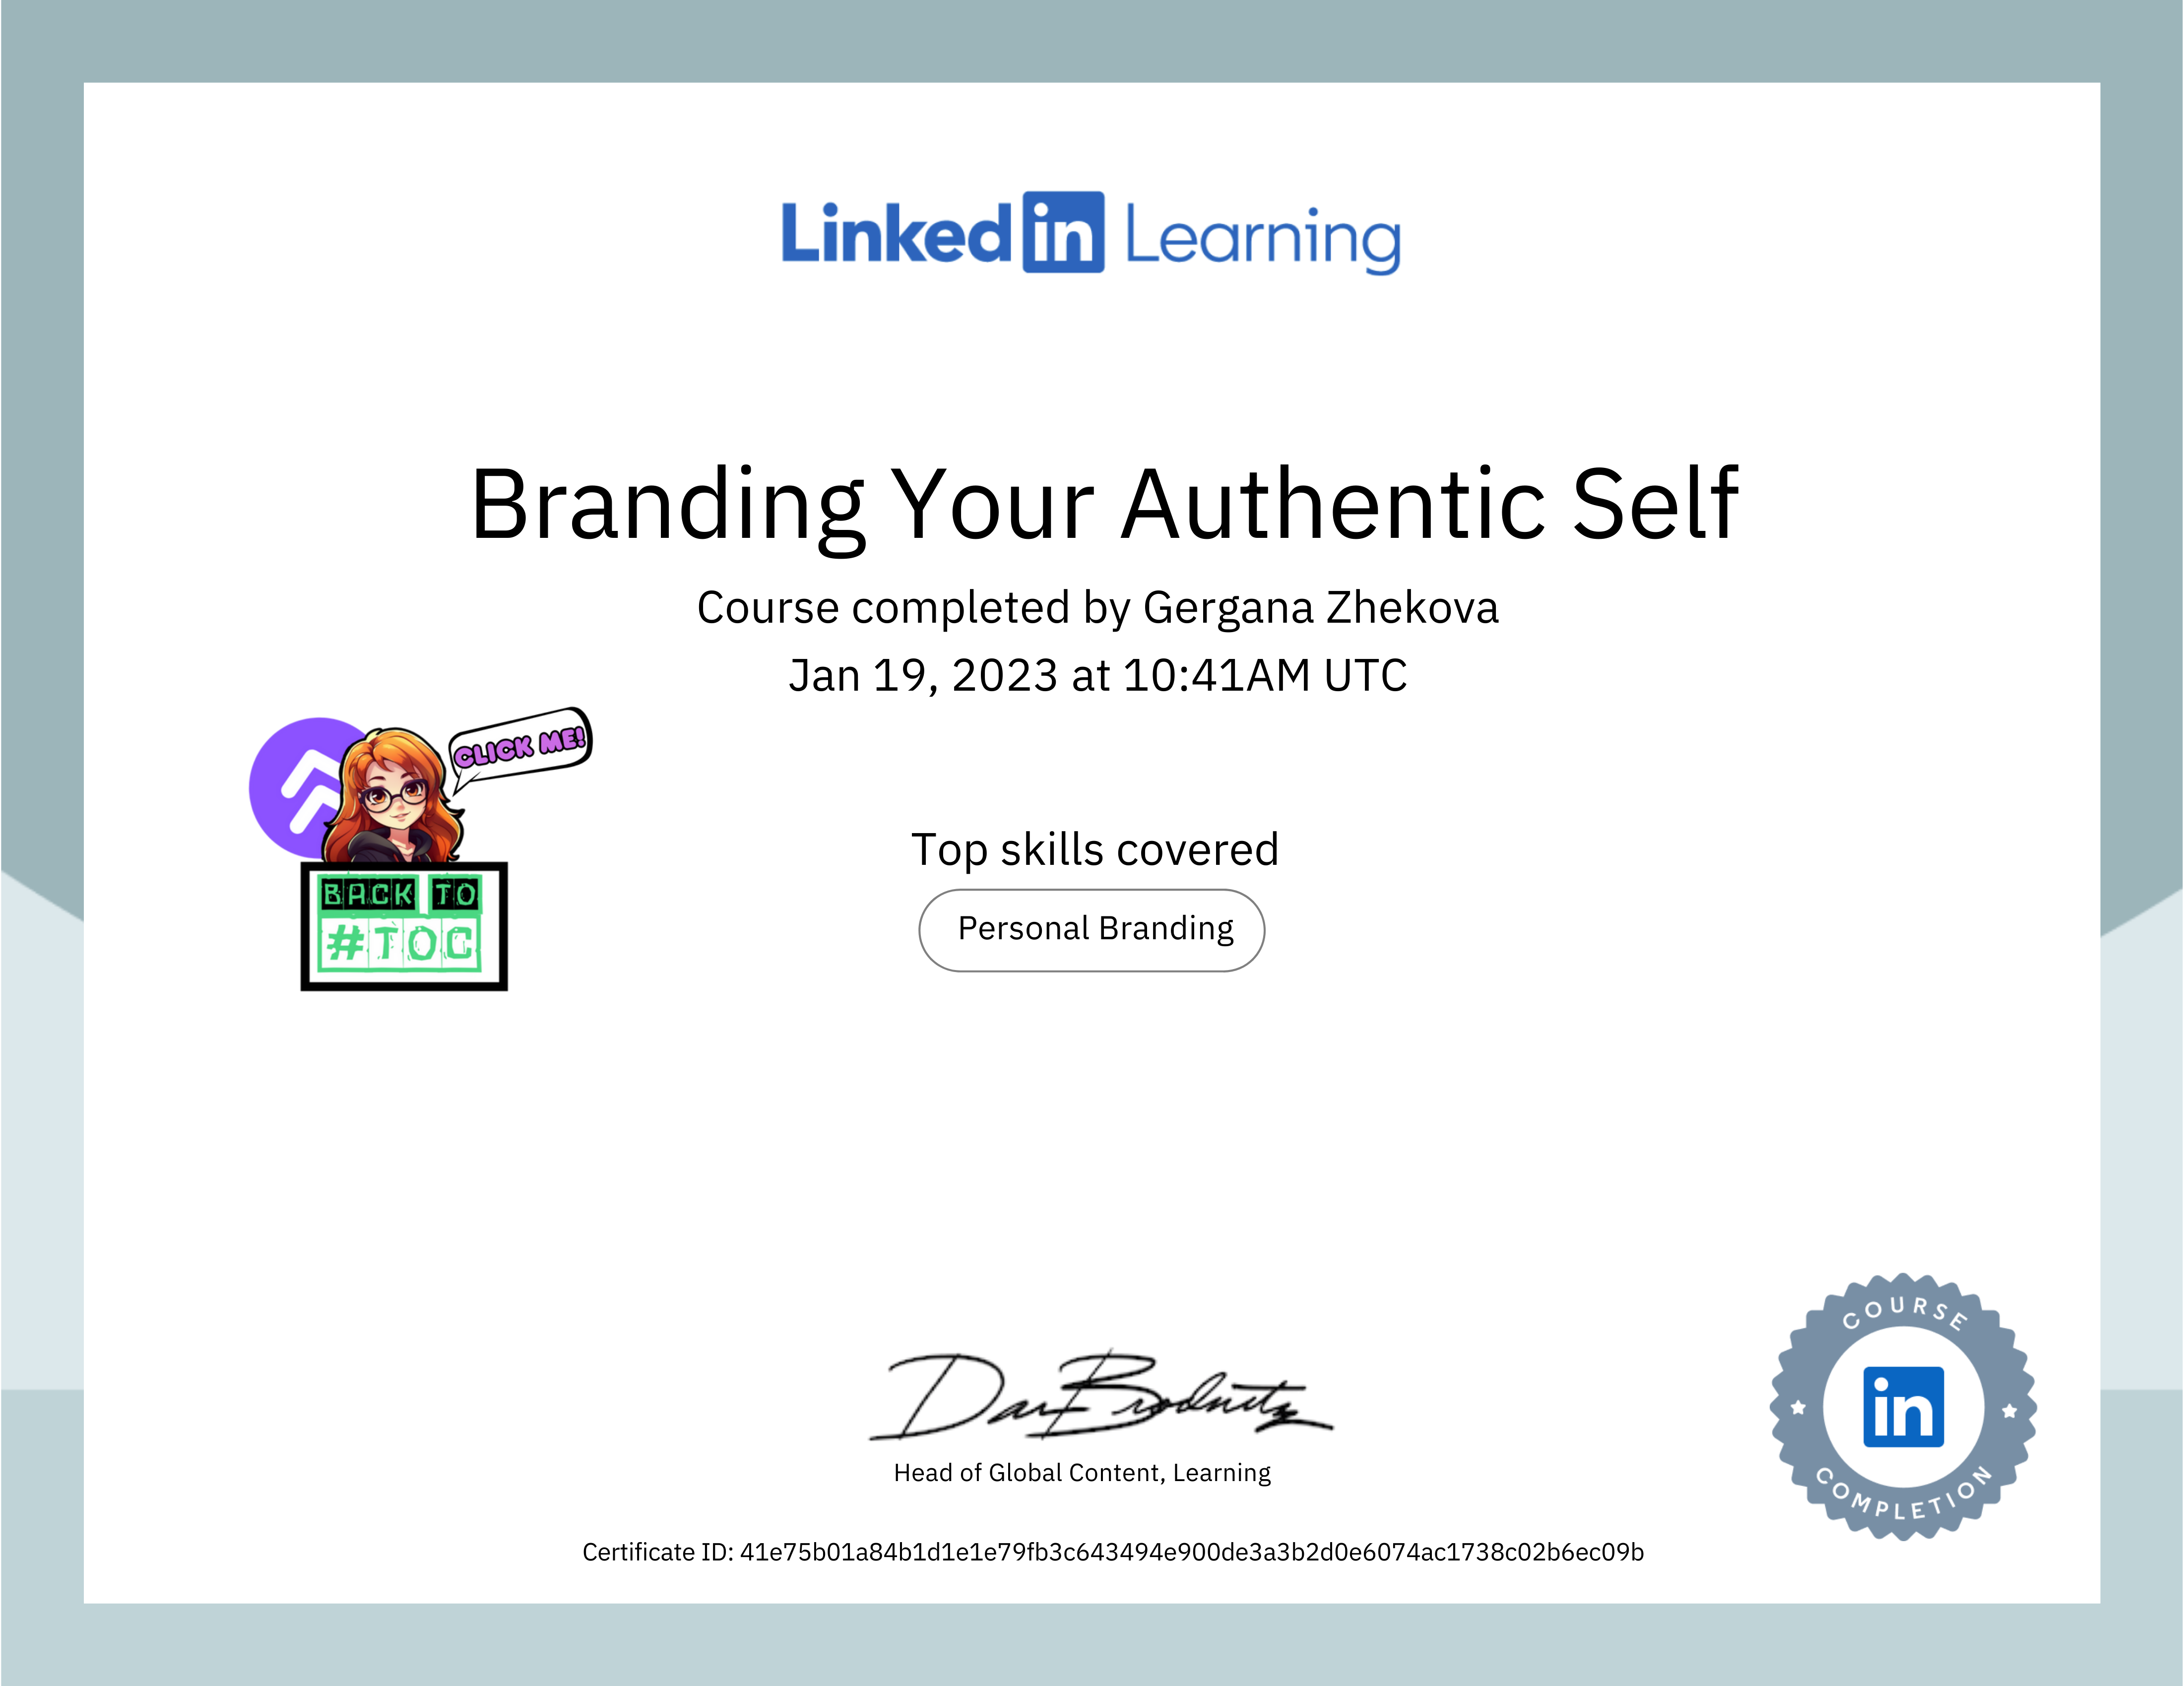 Linked in Learning
Branding Your Authentic Self
Course completed by Gergana Zhekova
Jan 19, 2023 at 10:41AM UTC
CLICK ME!
BACK TO
#TOC
Top skills covered
Personal Branding
Dan Brodnitz
Head of Global Content, Learning
COURSE
in
COMPLETION
Certificate ID: 41e75b01a84b1d1e1e79fb3c643494e900de3a3b2d0e6074ac1738c02b6ec09b